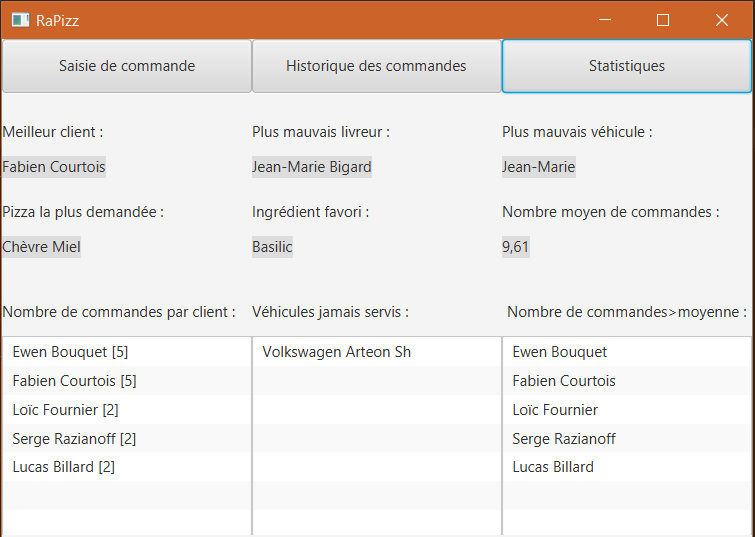 RaPizz
Saisie de commande
Historique des commandes
Statistiques
Meilleur client :
Plus mauvais livreur :
Plus mauvais véhicule :
Fabien Courtois
Jean-Marie Bigard
Jean-Marie
Pizza la plus demandée :
Ingrédient favori :
Nombre moyen de commandes :
Chèvre Miel
Basilic
9,61
Nombre de commandes par client :
Véhicules jamais servis :
Nombre de commandes>moyenne :
Ewen Bouquet [5]
Fabien Courtois [5]
Loïc Fournier [2]
Serge Razianoff [2]
Lucas Billard [2]
Volkswagen Arteon Sh
Ewen Bouquet
Fabien Courtois
Loïc Fournier
Serge Razianoff
Lucas Billard